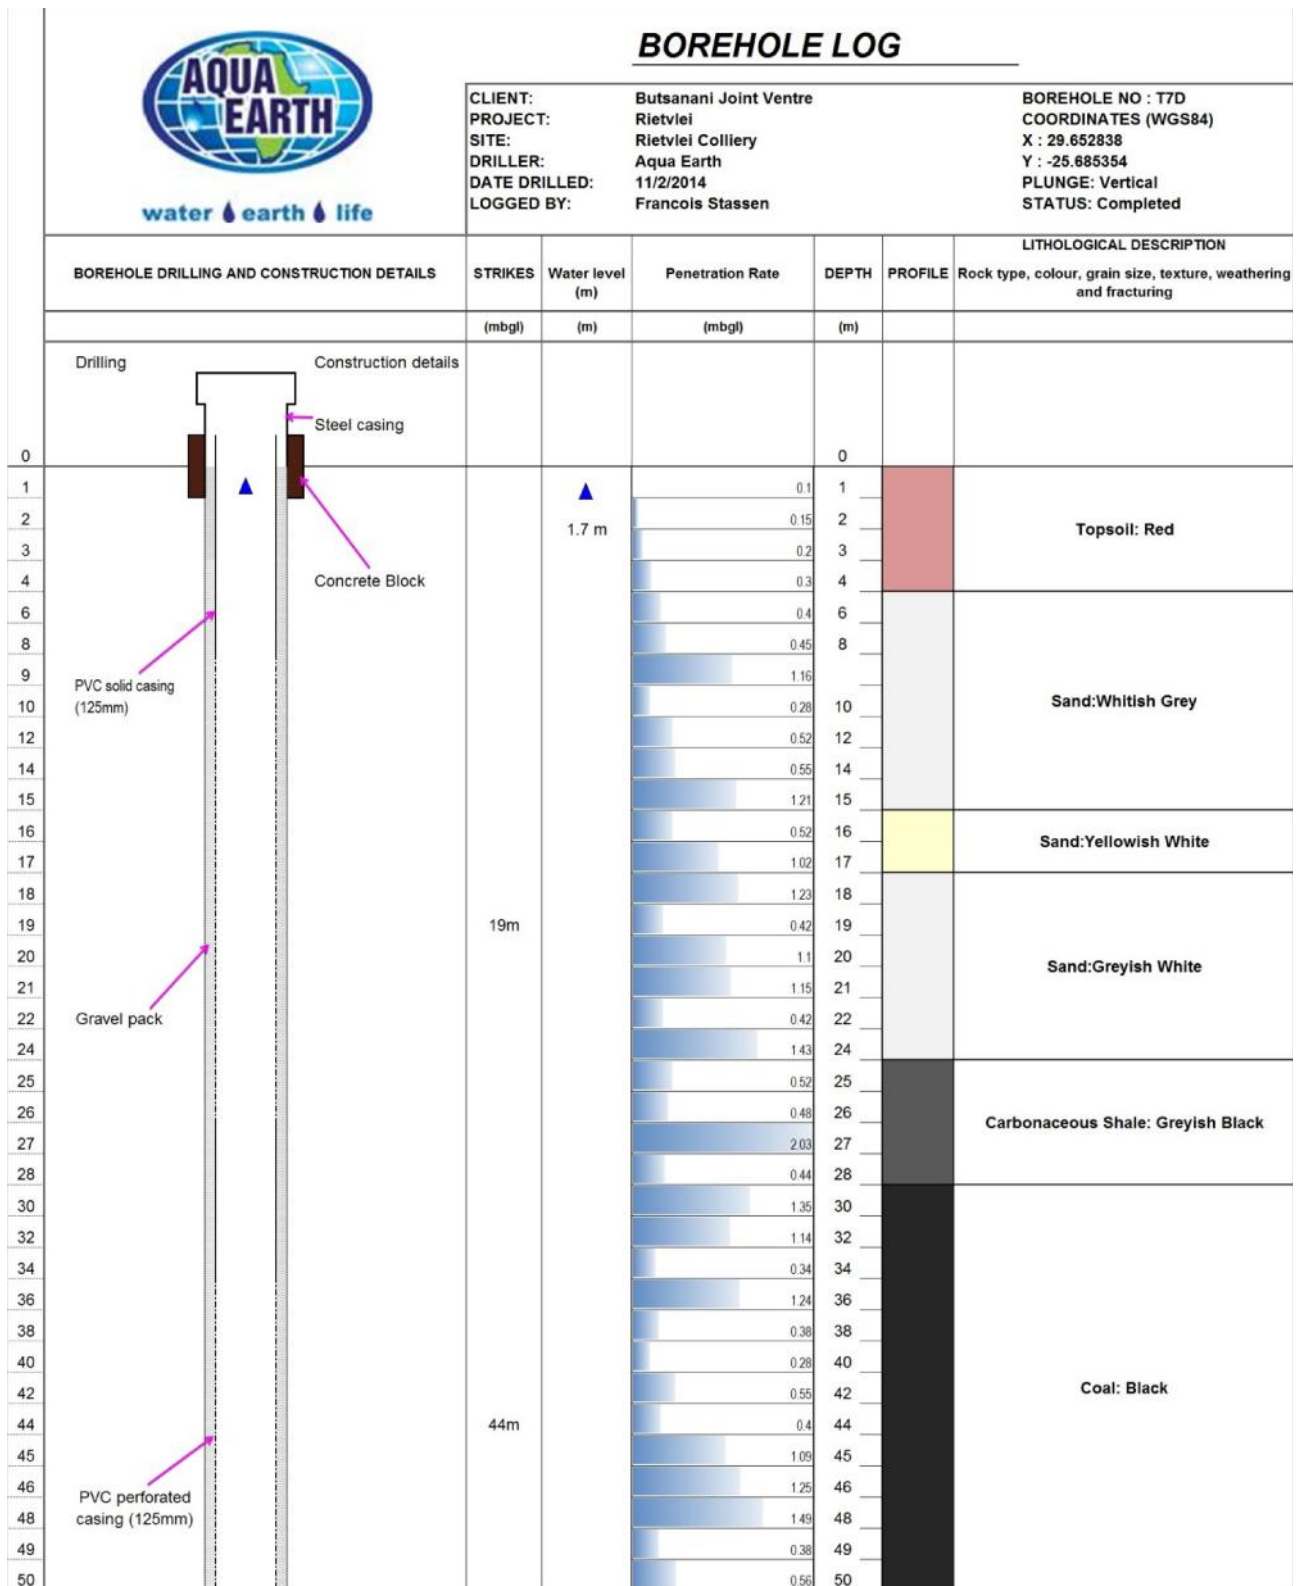 BOREHOLE LOG
AQUA
EARTH
water earth life
CLIENT: Butsanani Joint Ventre BOREHOLE NO : T7D
PROJECT: Rietvlei COORDINATES (WGS84)
SITE: Rietvlei Colliery X : 29.652838
DRILLER: Aqua Earth Y : -25.685354
DATE DRILLED: 11/2/2014 PLUNGE: Vertical
LOGGED BY: Francois Stassen STATUS: Completed
LITHOLOGICAL DESCRIPTION
BOREHOLE DRILLING AND CONSTRUCTION DETAILS STRIKES Water level Penetration Rate DEPTH PROFILE Rock type, colour, grain size, texture, weathering
(m) and fracturing
(mbgl) (m) (mbgl) (m)
Drilling Construction details
Steel casing
0 0
1 0.1 1
2 1.7 m 0.15 2 Topsoil: Red
3 0.2 3
4 Concrete Block 0.3 4
6 0.4 6
8 0.45 8
9 PVC solid casing 1.16
10 (125mm) 0.28 10 Sand:Whitish Grey
12 0.52 12
14 0.55 14
15 1.21 15
16 0.52 16 Sand:Yellowish White
17 1.02 17
18 1.23 18
19 19m 0.42 19
20 1.1 20 Sand:Greyish White
21 1.15 21
22 Gravel pack 0.42 22
24 1.43 24
25 0.52 25
26 0.48 26 Carbonaceous Shale: Greyish Black
27 2.03 27
28 0.44 28
30 1.35 30
32 1.14 32
34 0.34 34
36 1.24 36
38 0.38 38
40 0.28 40
42 0.55 42 Coal: Black
44 44m 0.4 44
45 1.09 45
46 PVC perforated 1.25 46
48 casing (125mm) 1.49 48
49 0.38 49
50 0.56 50